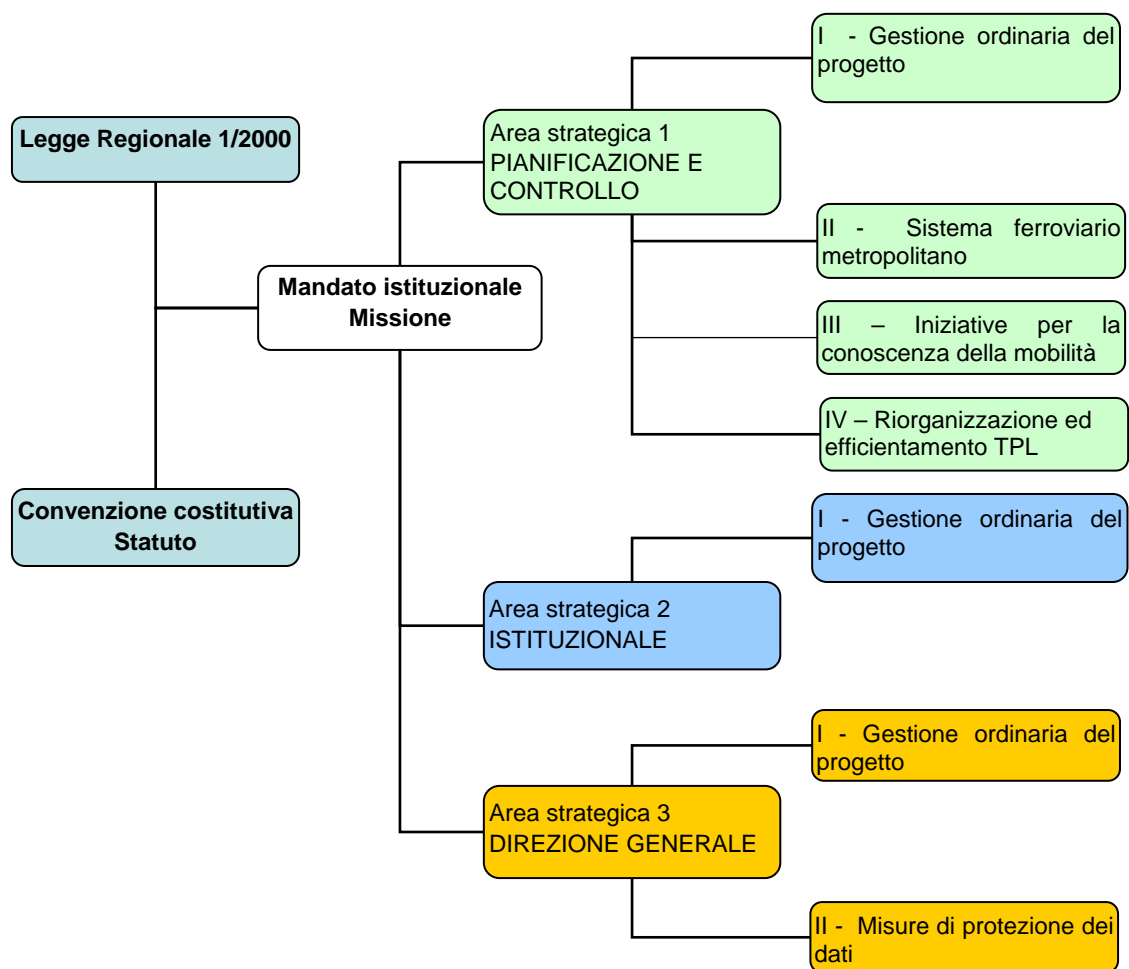 I - Gestione ordinaria del
progetto
Legge Regionale 1/2000
Area strategica 1
PIANIFICAZIONE E
CONTROLLO
II - Sistema ferroviario
metropolitano
Mandato istituzionale
Missione
III – Iniziative per la
conoscenza della mobilità
IV – Riorganizzazione ed
efficientamento TPL
Convenzione costitutiva
Statuto
I - Gestione ordinaria del
progetto
Area strategica 2
ISTITUZIONALE
I - Gestione ordinaria del
progetto
Area strategica 3
DIREZIONE GENERALE
II - Misure di protezione dei
dati